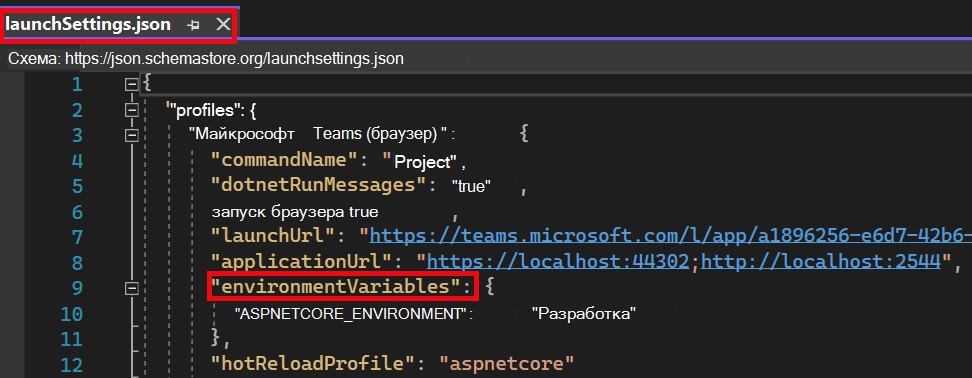 launchSettings.json
Схема: https://json.schemastore.org/launchsettings.json
1 {
2 "profiles": {
3 "Майкрософт Teams (браузер) " : {
4 "commandName": "Project" ,
5 "dotnetRunMessages": "true" ,
6 запуск браузера true ,
7 "launchUrl": "https://teams.microsoft.com/l/app/a1896256-e6d7-42b6-
8 "applicationUrl": "https://localhost:44302;http://localhost:2544",
9 "environmentVariables": {
10 "ASPNETCORE_ENVIRONMENT" : "Разработка"
11 },
12 "hotReloadProfile": "aspnetcore"